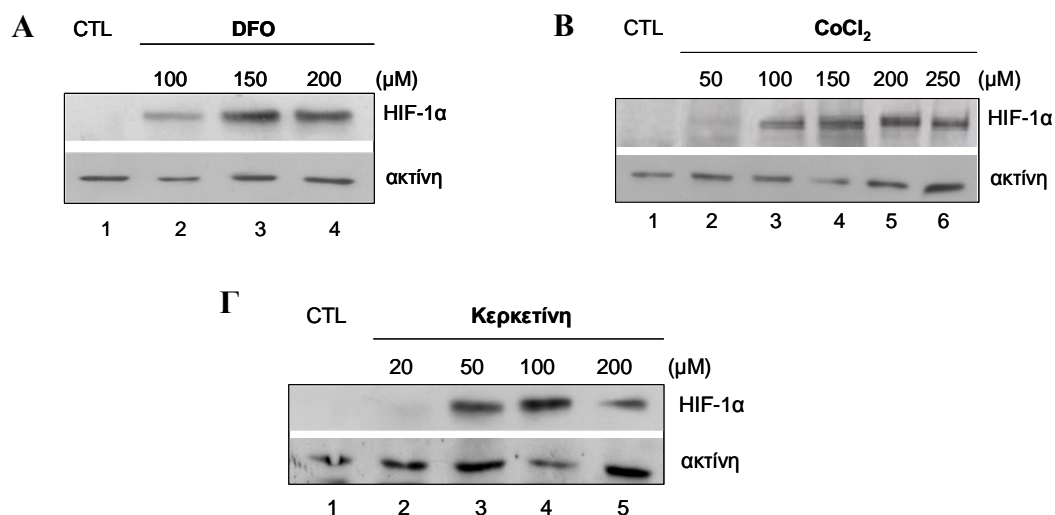 Α
CTL DFO
100 150 200 (μM)
HIF-1α
ακτίνη
1 2 3 4
Β
CTL CoCl₂
50 100 150 200 250 (μM)
HIF-1α
ακτίνη
1 2 3 4 5 6
Γ
CTL Κερκετίνη
20 50 100 200 (μM)
HIF-1α
ακτίνη
1 2 3 4 5